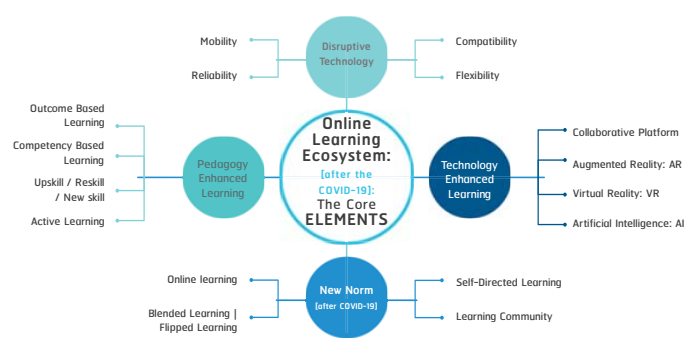 Mobility
Reliability
Disruptive
Technology
Compatibility
Flexibility
Outcome Based
Learning
Competency Based
Learning
Upskill / Reskill
/ New skill
Active Learning
Pedagogy
Enhanced
Learning
Online
Learning
Ecosystem:
[after the
COVID-19]:
The Core
ELEMENTS
Technology
Enhanced
Learning
Collaborative Platform
Augmented Reality: AR
Virtual Reality: VR
Artificial Intelligence: AI
Online learning
Blended Learning |
Flipped Learning
New Norm
[after COVID-19]
Self-Directed Learning
Learning Community